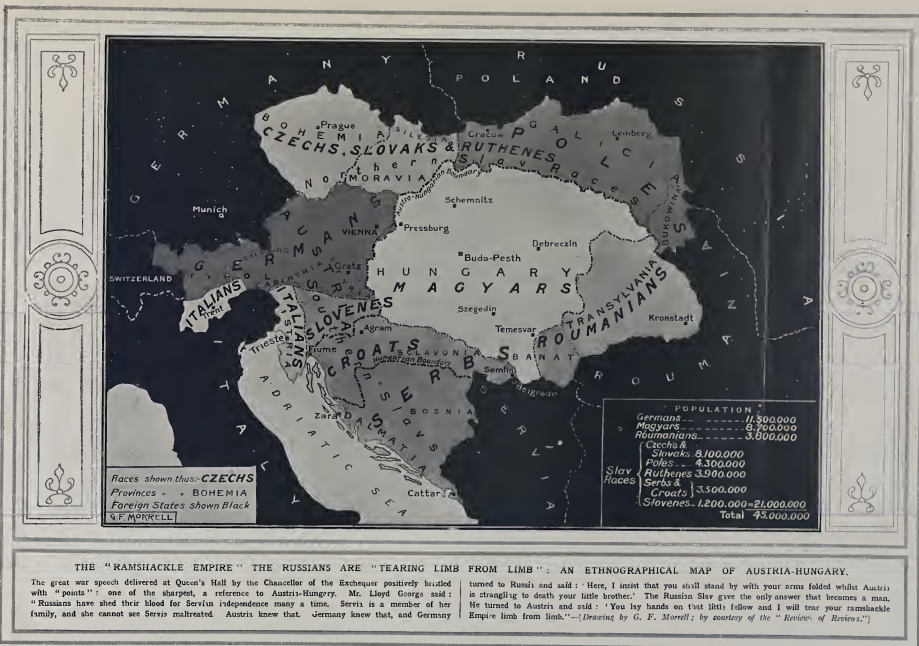 G E R M A N Y
R U S S I A
P O L A N D
BOHEMIA
Prague
SILESIA
Cracow
GALICIA
Lemberg
CZECHS, SLOVAKS & RUTHENES
POLES
Northern Slav Races
MORAVIA
Austro-Hungarian Boundary
BUKOWINA
Munich
Schemnitz
AUSTRIA
VIENNA
Pressburg
GERMANS
SALZBURG
Debreczin
Buda-Pesth
SWITZERLAND
CARINTHIA
Gratz
HUNGARY
MAGYARS
TRANSYLVANIA
ROUMANIANS
ITALIANS
Trent
ITALIANS
ISTRIA
SLOVENES
Szegedin
Kronstadt
Trieste
Fiume
Agram
Temesvar
CROATS
SCLAVONIA
SERBS
BANAT
Hungarian Boundary
Semlin
Belgrade
ROUMANIA
Southern Slavs
ITALY
ADRIATIC SEA
Zara
DALMATIA
BOSNIA
SERVIA
Cattaro
Races shown thus:- CZECHS
Provinces - " BOHEMIA
Foreign States shown Black
G.F. MORRELL
POPULATION
Germans 11.500.000
Magyars 8.700.000
Roumanians 3.800.000
Slav Races
Czechs & Slovaks 8.100.000
Poles 4.300.000
Ruthenes 3.900.000
Serbs & Croats 3.500.000
Slovenes 1.200.000=21.000.000
Total 45.000.000
THE "RAMSHACKLE EMPIRE" THE RUSSIANS ARE "TEARING LIMB FROM LIMB": AN ETHNOGRAPHICAL MAP OF AUSTRIA-HUNGARY.
The great war speech delivered at Queen's Hall by the Chancellor of the Exchequer positively bristled
with "points": one of the sharpest, a reference to Austria-Hungary. Mr. Lloyd George said:
"Russians have shed their blood for Servian independence many a time. Servia is a member of her
family, and she cannot see Servia maltreated. Austria knew that. Germany knew that, and Germany
turned to Russia and said: 'Here, I insist that you shall stand by with your arms folded whilst Austria
is strangling to death your little brother.' The Russian Slav give the only answer that becomes a man.
He turned to Austria and said: 'You lay hands on that little fellow and I will tear your ramshackle
Empire limb from limb."—[Drawing by G. F. Morrell; by courtesy of the "Review of Reviews."]